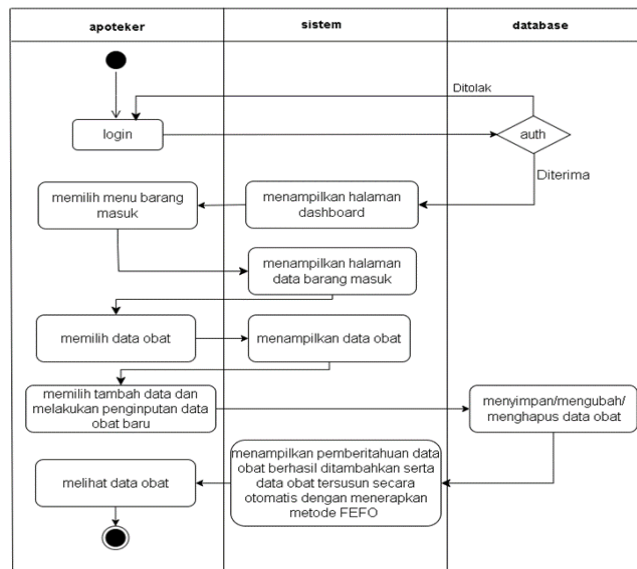 apoteker
sistem
database
Ditolak
login
auth
Diterima
memilih menu barang
masuk
menampilkan halaman
dashboard
menampilkan halaman
data barang masuk
memilih data obat
menampilkan data obat
memilih tambah data dan
melakukan penginputan data
obat baru
menyimpan/mengubah/
menghapus data obat
menampilkan pemberitahuan data
obat berhasil ditambahkan serta
data obat tersusun secara
otomatis dengan menerapkan
metode FEFO
melihat data obat